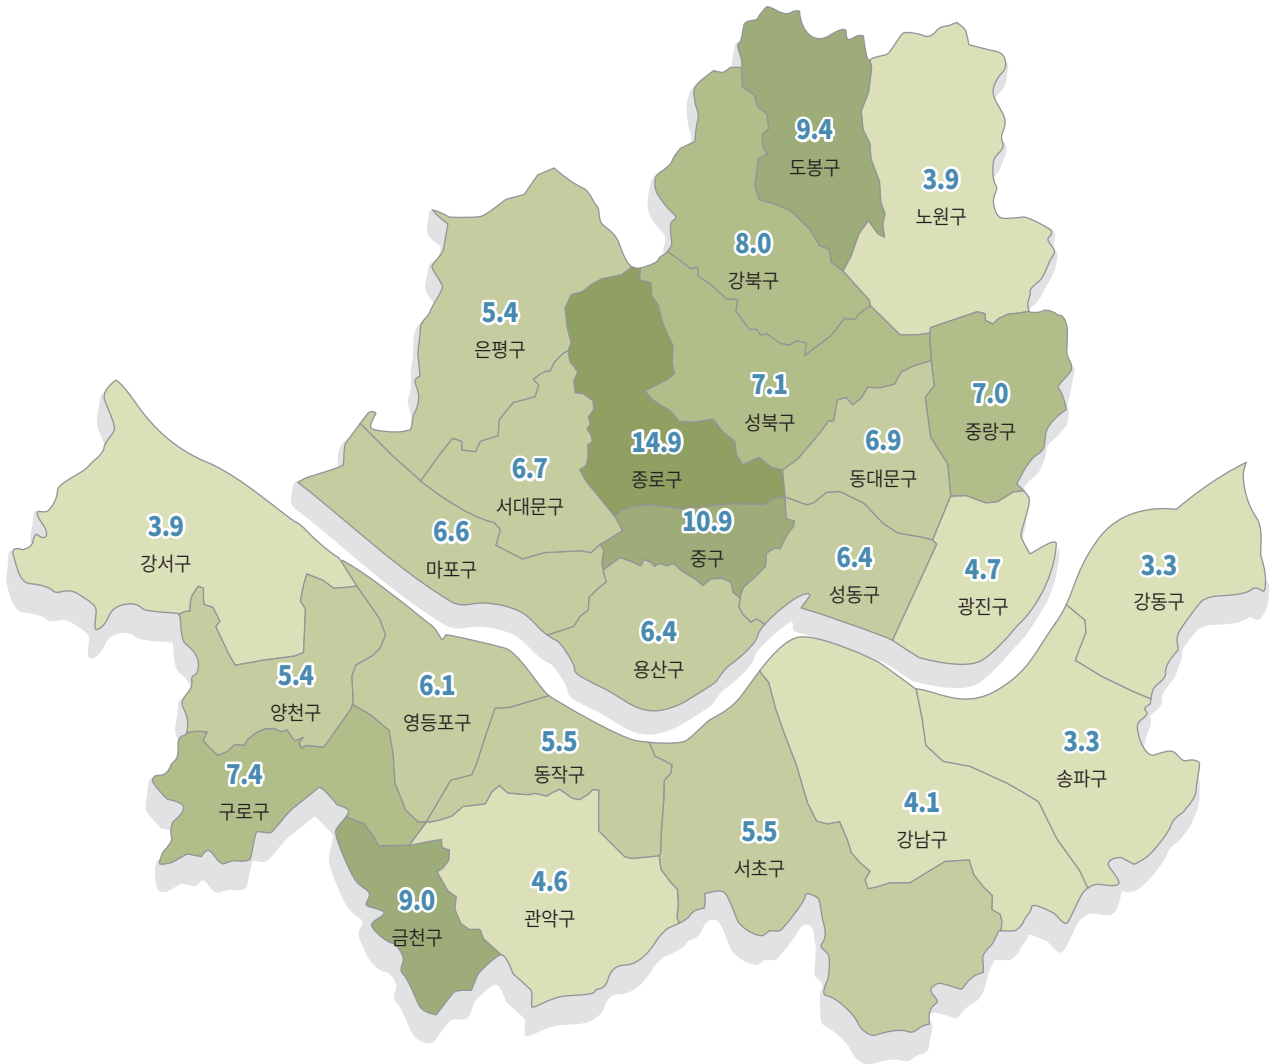 9.4
도봉구
3.9
노원구
8.0
강북구
5.4
은평구
7.1
성북구
7.0
중랑구
14.9
종로구
6.9
동대문구
6.7
서대문구
10.9
중구
6.6
마포구
3.9
강서구
6.4
성동구
4.7
광진구
3.3
강동구
6.4
용산구
5.4
양천구
6.1
영등포구
5.5
동작구
3.3
송파구
7.4
구로구
4.1
강남구
5.5
서초구
4.6
관악구
9.0
금천구